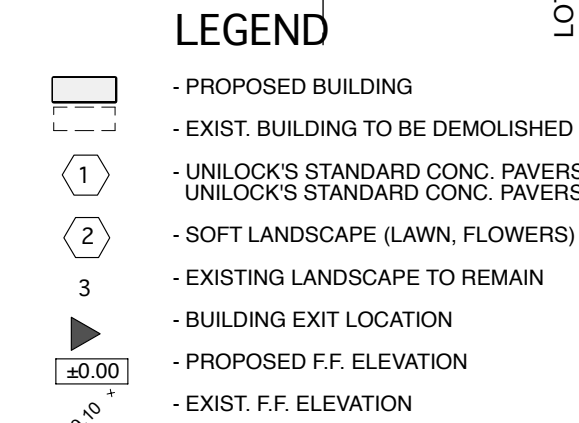 LEGEND
LOT
- PROPOSED BUILDING
- EXIST. BUILDING TO BE DEMOLISHED
1 - UNILOCK'S STANDARD CONC. PAVERS
UNILOCK'S STANDARD CONC. PAVERS
2 - SOFT LANDSCAPE (LAWN, FLOWERS)
3 - EXISTING LANDSCAPE TO REMAIN
- BUILDING EXIT LOCATION
±0.00 - PROPOSED F.F. ELEVATION
- EXIST. F.F. ELEVATION